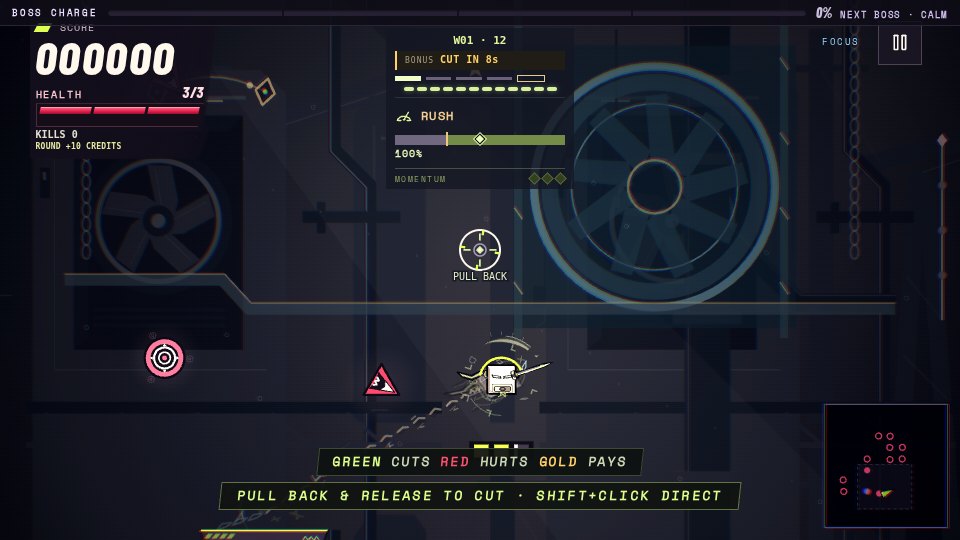 BOSS CHARGE
0% NEXT BOSS · CALM
SCORE
000000
HEALTH 3/3
KILLS 0
ROUND +10 CREDITS
W01 · 12
BONUS CUT IN 8s
RUSH
100%
MOMENTUM
FOCUS
PULL BACK
GREEN CUTS RED HURTS GOLD PAYS
PULL BACK & RELEASE TO CUT · SHIFT+CLICK DIRECT